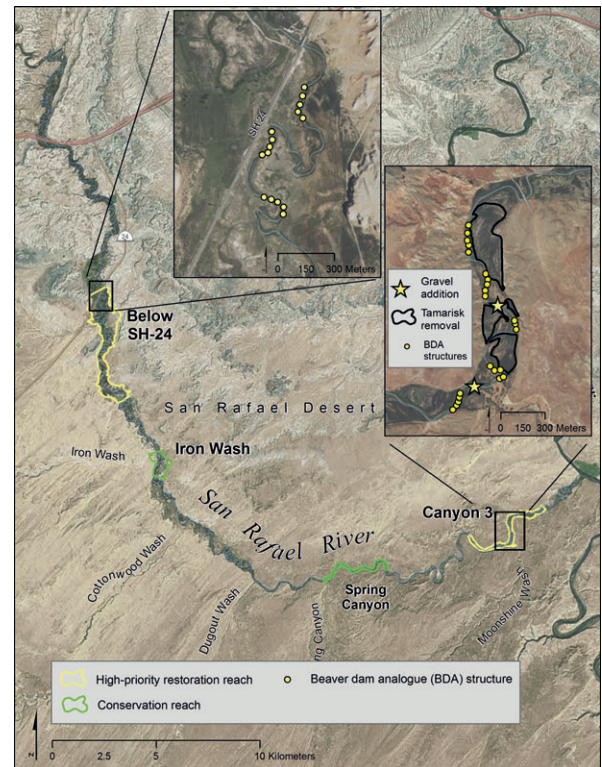 SH-24
0 150 300 Meters
24
Below
SH-24
Gravel
addition
Tamarisk
removal
BDA
structures
0 150 300 Meters
San Rafael Desert
Iron Wash
Iron Wash
San Rafael River
Canyon 3
Cottonwood Wash
Dugout Wash
Spring
Canyon
ng Canyon
Moonshine Wash
High-priority restoration reach
Beaver dam analogue (BDA) structure
Conservation reach
N
0 2.5 5 10 Kilometers